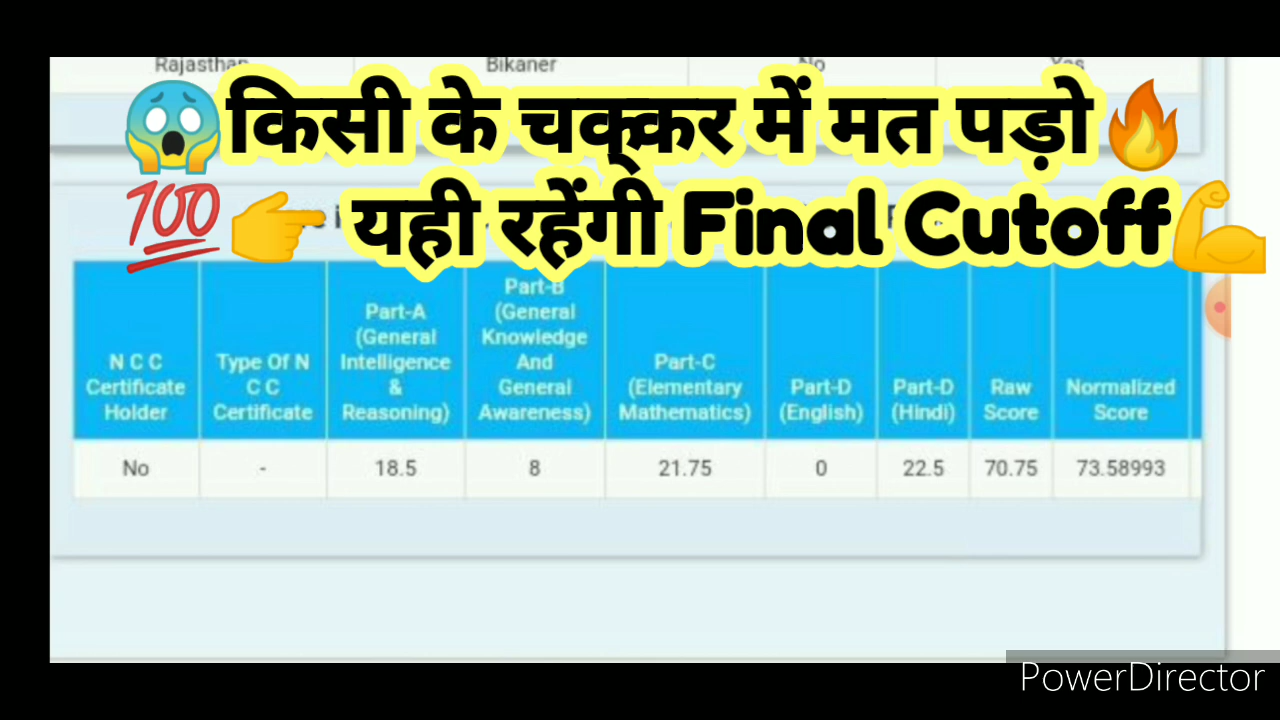 Rajasthan Bikaner No Yes
😱किसी के चक्कर में मत पड़ो🔥
💯👉 यही रहेंगी Final Cutoff💪
N C C Certificate Holder
Type Of N C C Certificate
Part-A (General Intelligence & Reasoning)
Part-B (General Knowledge And General Awareness)
Part-C (Elementary Mathematics)
Part-D (English)
Part-D (Hindi)
Raw Score
Normalized Score
No - 18.5 8 21.75 0 22.5 70.75 73.58993
PowerDirector